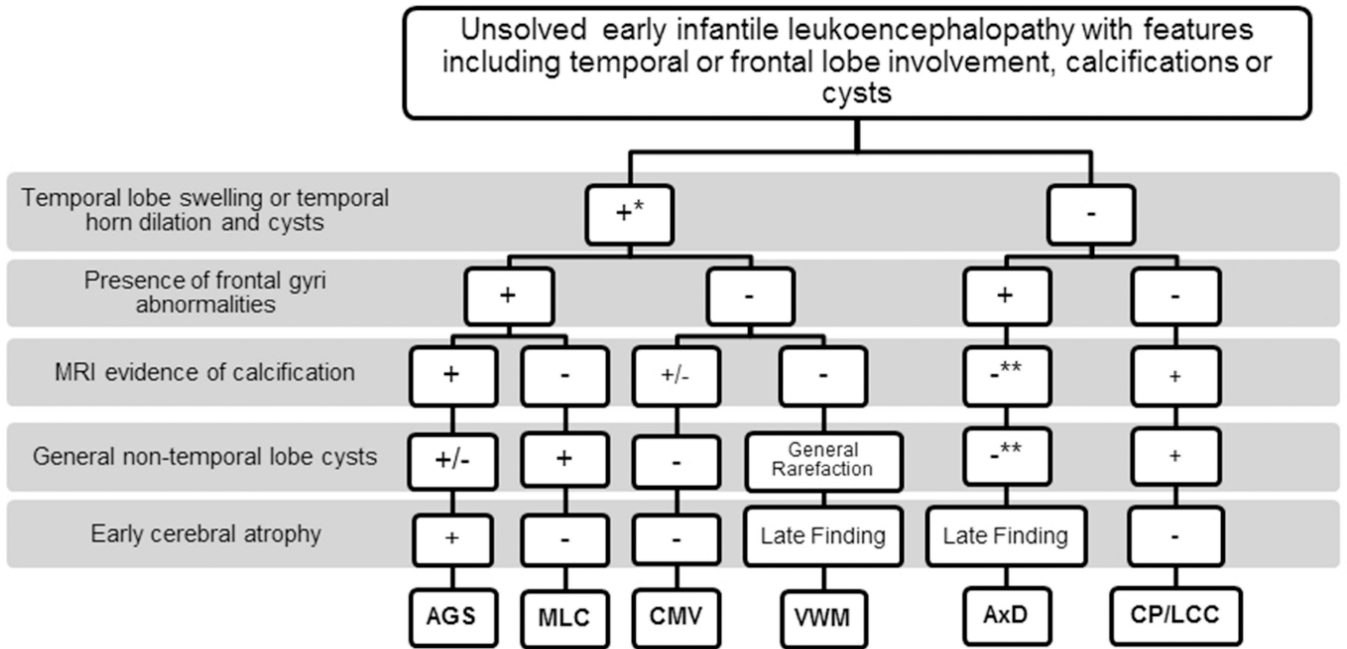 Unsolved early infantile leukoencephalopathy with features
including temporal or frontal lobe involvement, calcifications or
cysts
Temporal lobe swelling or temporal
horn dilation and cysts
+*
-
Presence of frontal gyri
abnormalities
+
-
+
-
MRI evidence of calcification
+
-
+/-
-
-**
+
General non-temporal lobe cysts
+/-
+
-
General
Rarefaction
-**
+
Early cerebral atrophy
+
-
-
Late Finding
Late Finding
-
AGS
MLC
CMV
VWM
AxD
CP/LCC